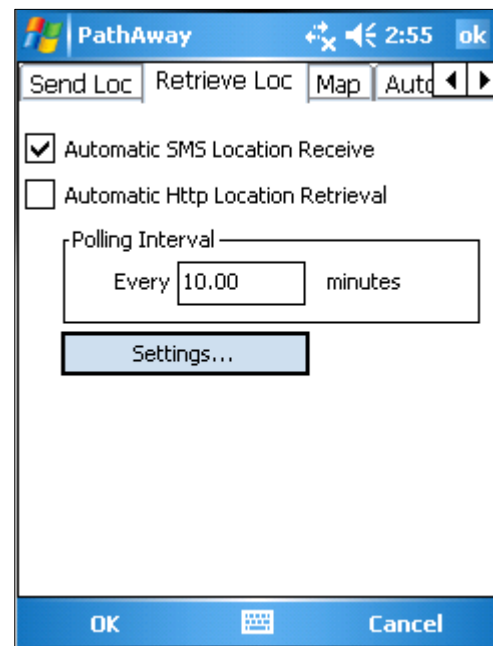 PathAway 2:55 ok
Send Loc Retrieve Loc Map Auto
Automatic SMS Location Receive
Automatic Http Location Retrieval
Polling Interval
Every 10.00 minutes
Settings...
OK Cancel